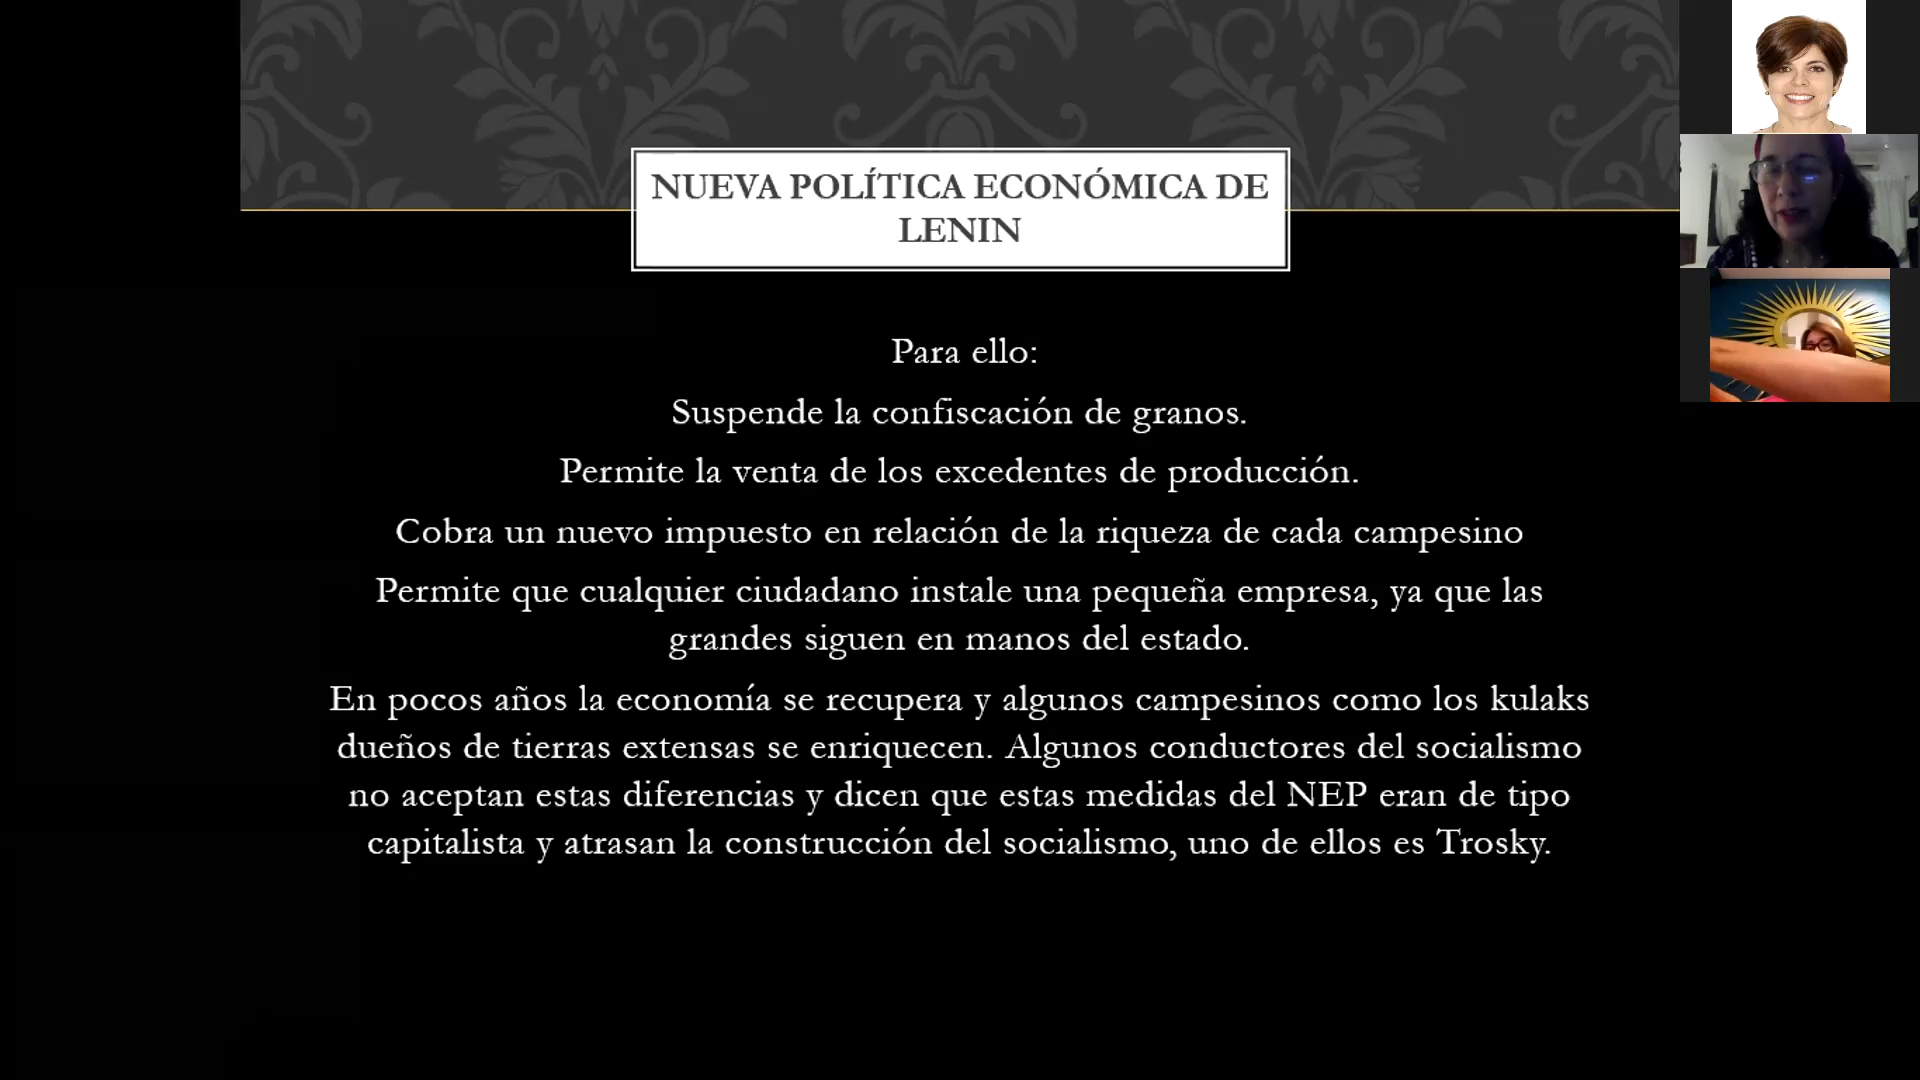 NUEVA POLÍTICA ECONÓMICA DE
LENIN
Para ello:
Suspende la confiscación de granos.
Permite la venta de los excedentes de producción.
Cobra un nuevo impuesto en relación de la riqueza de cada campesino
Permite que cualquier ciudadano instale una pequeña empresa, ya que las
grandes siguen en manos del estado.
En pocos años la economía se recupera y algunos campesinos como los kulaks
dueños de tierras extensas se enriquecen. Algunos conductores del socialismo
no aceptan estas diferencias y dicen que estas medidas del NEP eran de tipo
capitalista y atrasan la construcción del socialismo, uno de ellos es Trosky.